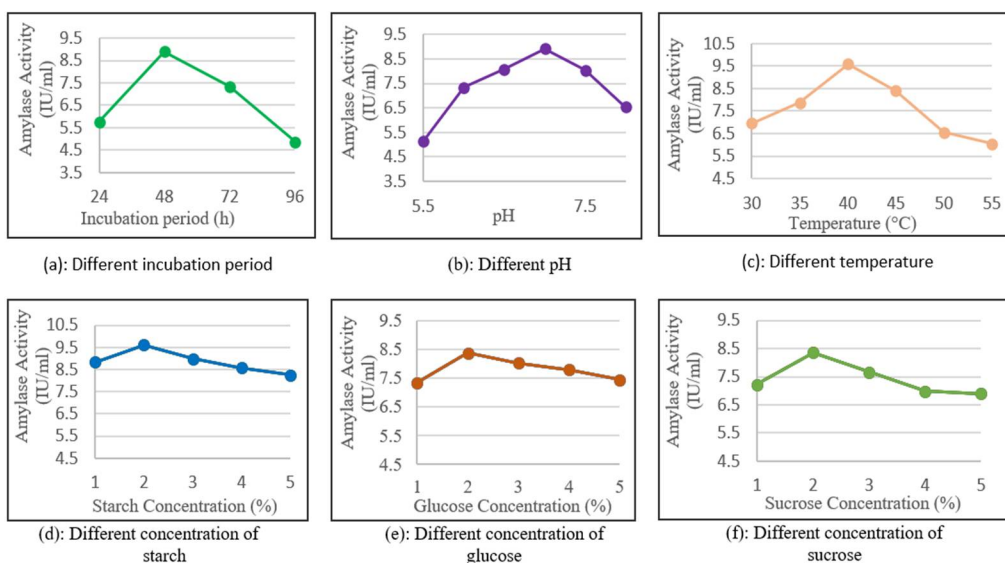 Amylase Activity
(IU/ml)
9.5
8.5
7.5
6.5
5.5
4.5
3.5
24 48 72 96
Incubation period (h)
(a): Different incubation period
Amylase Activity
(IU/ml)
9.5
8.5
7.5
6.5
5.5
4.5
3.5
5.5 7.5
pH
(b): Different pH
Amylase Activity
(IU/ml)
10.5
9.5
8.5
7.5
6.5
5.5
4.5
30 35 40 45 50 55
Temperature (°C)
(c): Different temperature
Amylase Activity
(IU/ml)
10.5
9.5
8.5
7.5
6.5
5.5
4.5
1 2 3 4 5
Starch Concentration (%)
(d): Different concentration of
starch
Amylase Activity
(IU/ml)
9.5
8.5
7.5
6.5
5.5
4.5
1 2 3 4 5
Glucose Concentration (%)
(e): Different concentration of
glucose
Amylase Activity
(IU/ml)
9.5
8.5
7.5
6.5
5.5
4.5
1 2 3 4 5
Sucrose Concentration (%)
(f): Different concentration of
sucrose